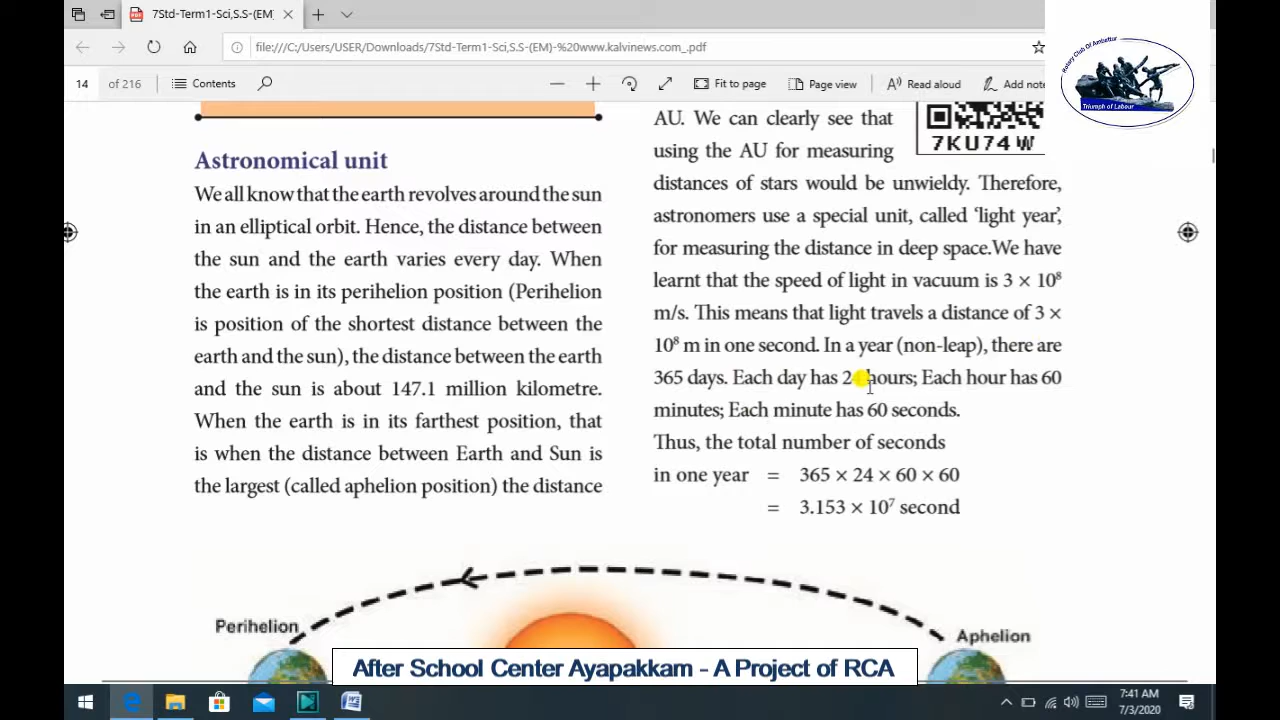 7Std-Term1-Sci,S.S-(EM)
file:///C:/Users/USER/Downloads/7Std-Term1-Sci,S.S-(EM)-%20www.kalvinews.com_.pdf
14 of 216 Contents Fit to page Page view Read aloud Add note
Rotary Club Of Ambattur
Triumph of Labour
Astronomical unit
We all know that the earth revolves around the sun
in an elliptical orbit. Hence, the distance between
the sun and the earth varies every day. When
the earth is in its perihelion position (Perihelion
is position of the shortest distance between the
earth and the sun), the distance between the earth
and the sun is about 147.1 million kilometre.
When the earth is in its farthest position, that
is when the distance between Earth and Sun is
the largest (called aphelion position) the distance
AU. We can clearly see that
using the AU for measuring
7KU74W
distances of stars would be unwieldy. Therefore,
astronomers use a special unit, called ‘light year’,
for measuring the distance in deep space.We have
learnt that the speed of light in vacuum is 3 × 10⁸
m/s. This means that light travels a distance of 3 ×
10⁸ m in one second. In a year (non-leap), there are
365 days. Each day has 24 hours; Each hour has 60
minutes; Each minute has 60 seconds.
Thus, the total number of seconds
in one year = 365 × 24 × 60 × 60
= 3.153 × 10⁷ second
Perihelion
Aphelion
After School Center Ayapakkam – A Project of RCA
7:41 AM
7/3/2020